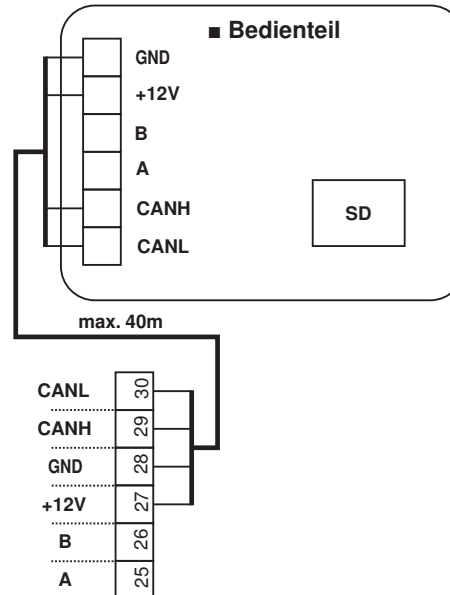 ■ Bedienteil
GND
+12V
B
A
CANH
CANL
SD
max. 40m
CANL 30
CANH 29
GND 28
+12V 27
B 26
A 25